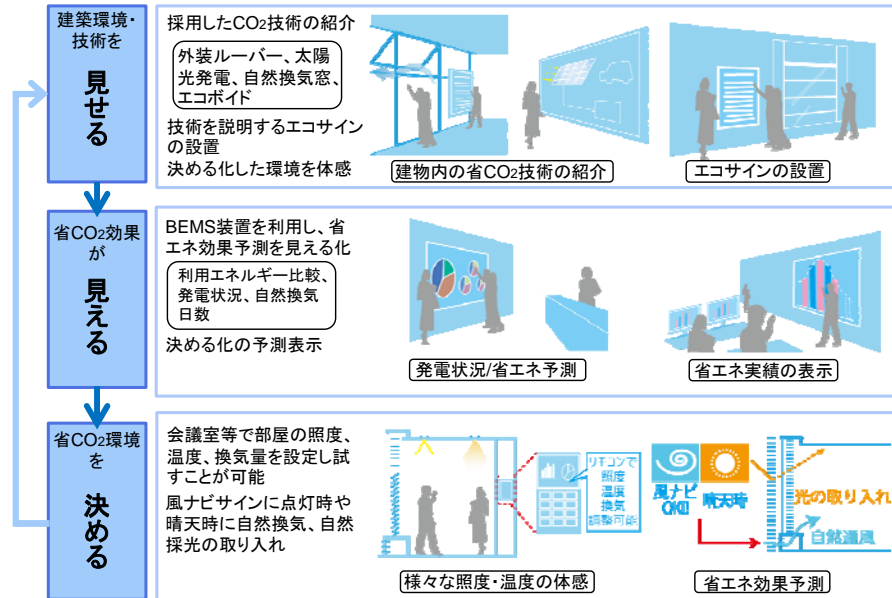 建築環境・
技術を
見せる
採用したCO2技術の紹介
外装ルーバー、太陽
光発電、自然換気窓、
エコボイド
技術を説明するエコサイン
の設置
決める化した環境を体感
建物内の省CO2技術の紹介
エコサインの設置
省CO2効果
が
見える
BEMS装置を利用し、省
エネ効果予測を見える化
利用エネルギー比較、
発電状況、自然換気
日数
決める化の予測表示
発電状況/省エネ予測
省エネ実績の表示
省CO2環境
を
決める
会議室等で部屋の照度、
温度、換気量を設定し試
すことが可能
風ナビサインに点灯時や
晴天時に自然換気、自然
採光の取り入れ
リモコンで
照度
温度
換気
調整可能
様々な照度・温度の体感
風ナビ
OK!!
晴天時
光の取り入れ
自然通風
省エネ効果予測